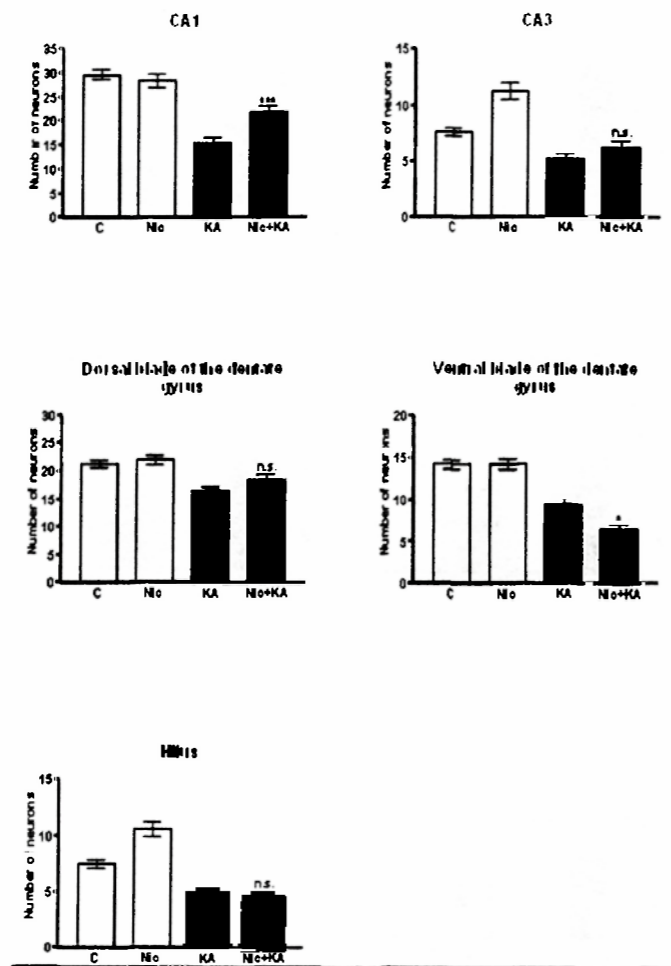 CA1
CA3
35
30
25
20
15
10
5
0
Number of neurons
***
C
Nic
KA
Nic+KA
15
10
5
0
Number of neurons
n.s.
C
Nic
KA
Nic+KA
Dorsal blade of the dentate
gyrus
Ventral blade of the dentate
gyrus
30
25
20
15
10
5
0
Number of neurons
n.s.
C
Nic
KA
Nic+KA
20
15
10
5
0
Number of neurons
*
C
Nic
KA
Nic+KA
Hilus
15
10
5
0
Number of neurons
n.s.
C
Nic
KA
Nic+KA